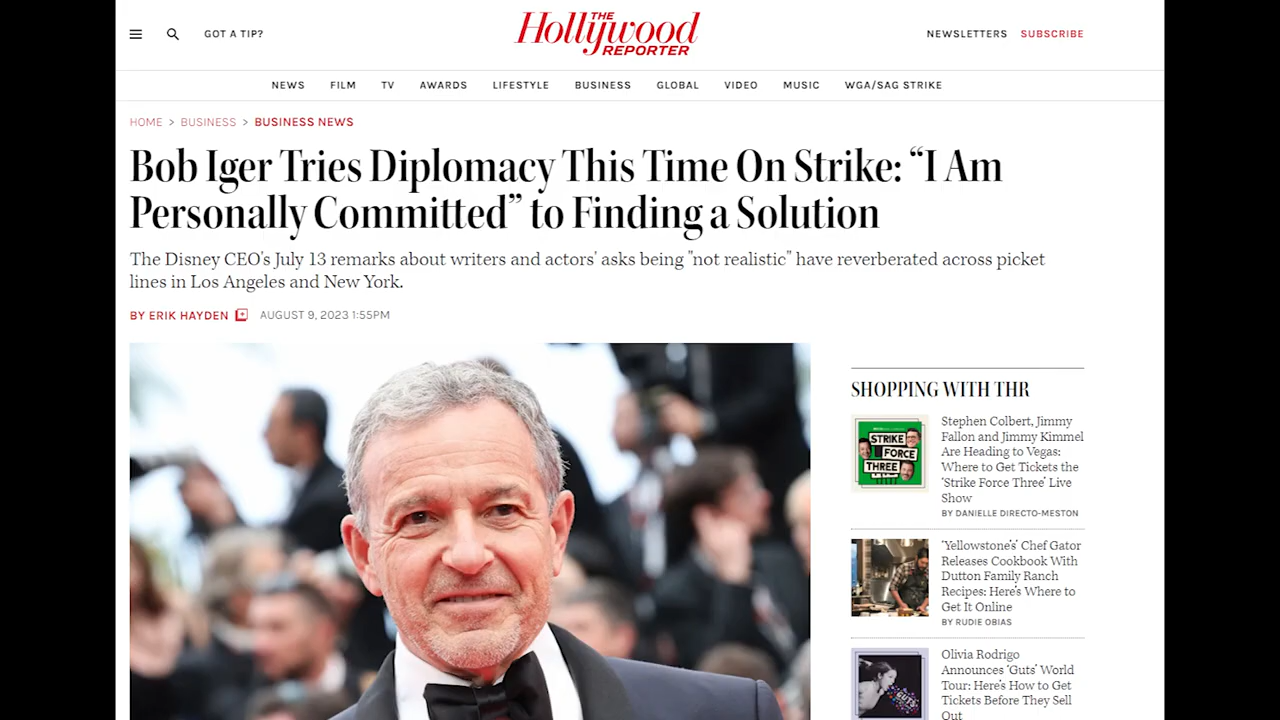 GOT A TIP?
THE
Hollywood
REPORTER
NEWSLETTERS SUBSCRIBE
NEWS FILM TV AWARDS LIFESTYLE BUSINESS GLOBAL VIDEO MUSIC WGA/SAG STRIKE
HOME > BUSINESS > BUSINESS NEWS
Bob Iger Tries Diplomacy This Time On Strike: “I Am
Personally Committed” to Finding a Solution
The Disney CEO's July 13 remarks about writers and actors' asks being "not realistic" have reverberated across picket
lines in Los Angeles and New York.
BY ERIK HAYDEN AUGUST 9, 2023 1:55PM
SHOPPING WITH THR
STRIKE
FORCE
THREE
Stephen Colbert, Jimmy
Fallon and Jimmy Kimmel
Are Heading to Vegas:
Where to Get Tickets the
‘Strike Force Three’ Live
Show
BY DANIELLE DIRECTO-MESTON
‘Yellowstone’s’ Chef Gator
Releases Cookbook With
Dutton Family Ranch
Recipes: Here’s Where to
Get It Online
BY RUDIE OBIAS
GUTS
Olivia Rodrigo
Announces ‘Guts’ World
Tour: Here’s How to Get
Tickets Before They Sell
Out